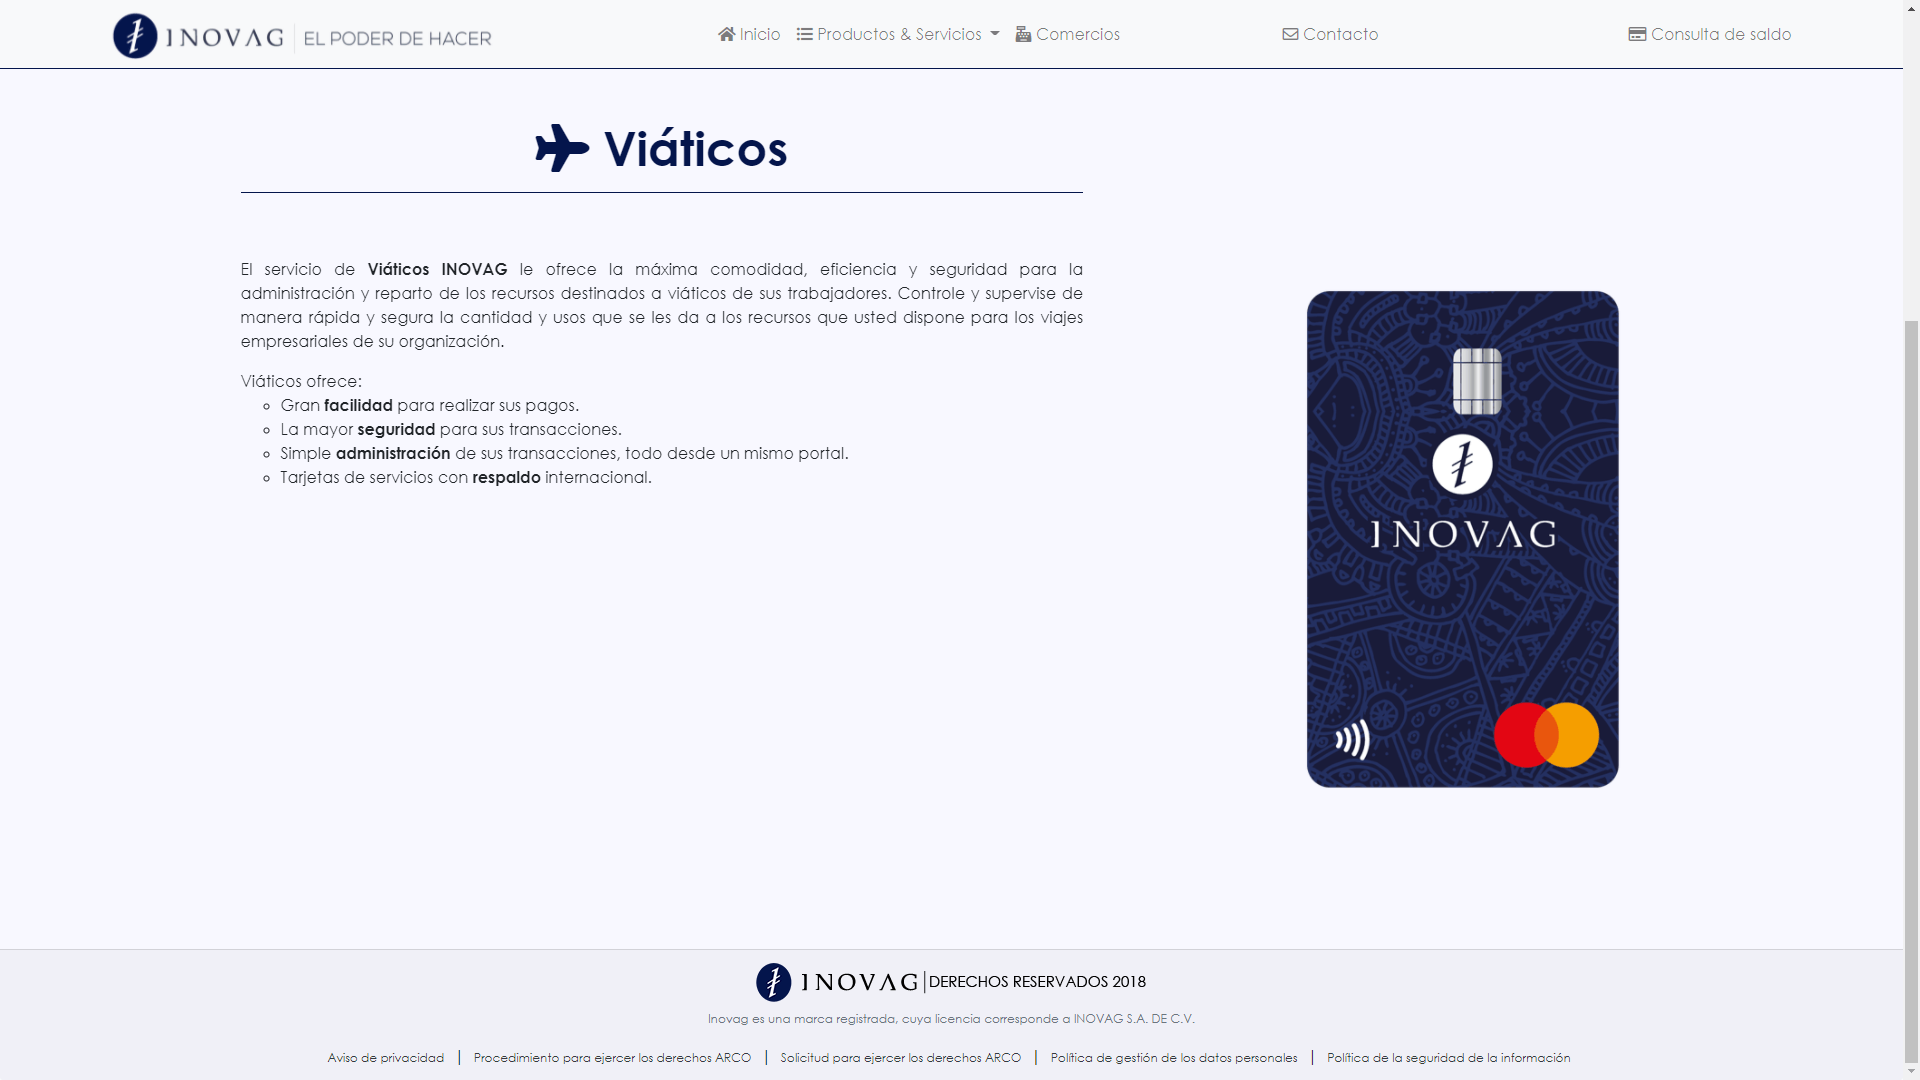 INOVAG EL PODER DE HACER
Inicio
Productos & Servicios
Comercios
Contacto
Consulta de saldo
Viáticos
El servicio de Viáticos INOVAG le ofrece la máxima comodidad, eficiencia y seguridad para la
administración y reparto de los recursos destinados a viáticos de sus trabajadores. Controle y supervise de
manera rápida y segura la cantidad y usos que se les da a los recursos que usted dispone para los viajes
empresariales de su organización.
Viáticos ofrece:
Gran facilidad para realizar sus pagos.
La mayor seguridad para sus transacciones.
Simple administración de sus transacciones, todo desde un mismo portal.
Tarjetas de servicios con respaldo internacional.
INOVAG
INOVAG | DERECHOS RESERVADOS 2018
Inovag es una marca registrada, cuya licencia corresponde a INOVAG S.A. DE C.V.
Aviso de privacidad | Procedimiento para ejercer los derechos ARCO | Solicitud para ejercer los derechos ARCO | Política de gestión de los datos personales | Política de la seguridad de la información